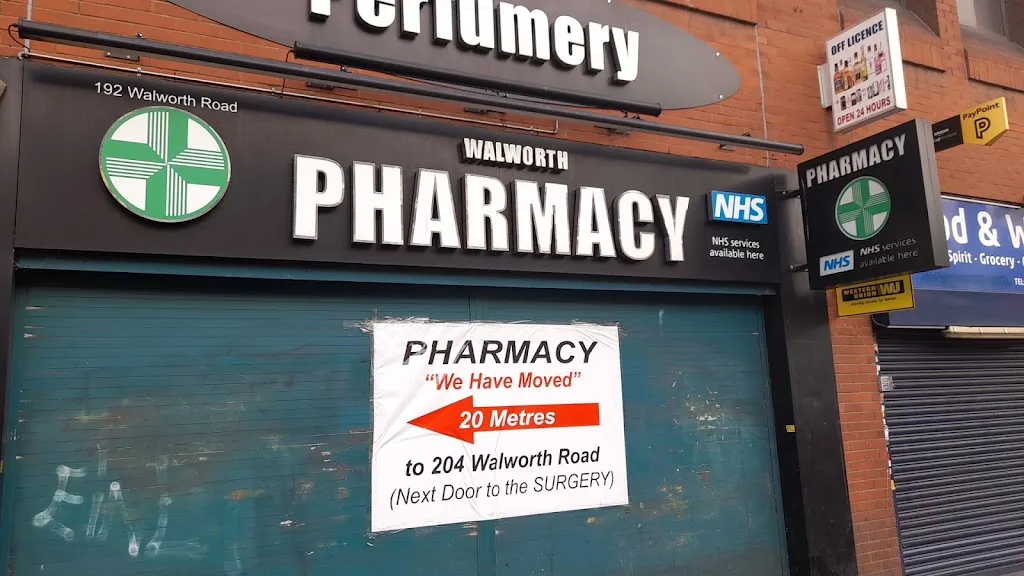 Perfumery
192 Walworth Road
WALWORTH
PHARMACY
NHS
NHS services
available here
PHARMACY
"We Have Moved"
20 Metres
to 204 Walworth Road
(Next Door to the SURGERY)
OFF LICENCE
OPEN 24 HOURS
PayPoint
PHARMACY
NHS
NHS services
available here
WESTERN
UNION
WU
od & W
Spirit - Grocery -
TEL